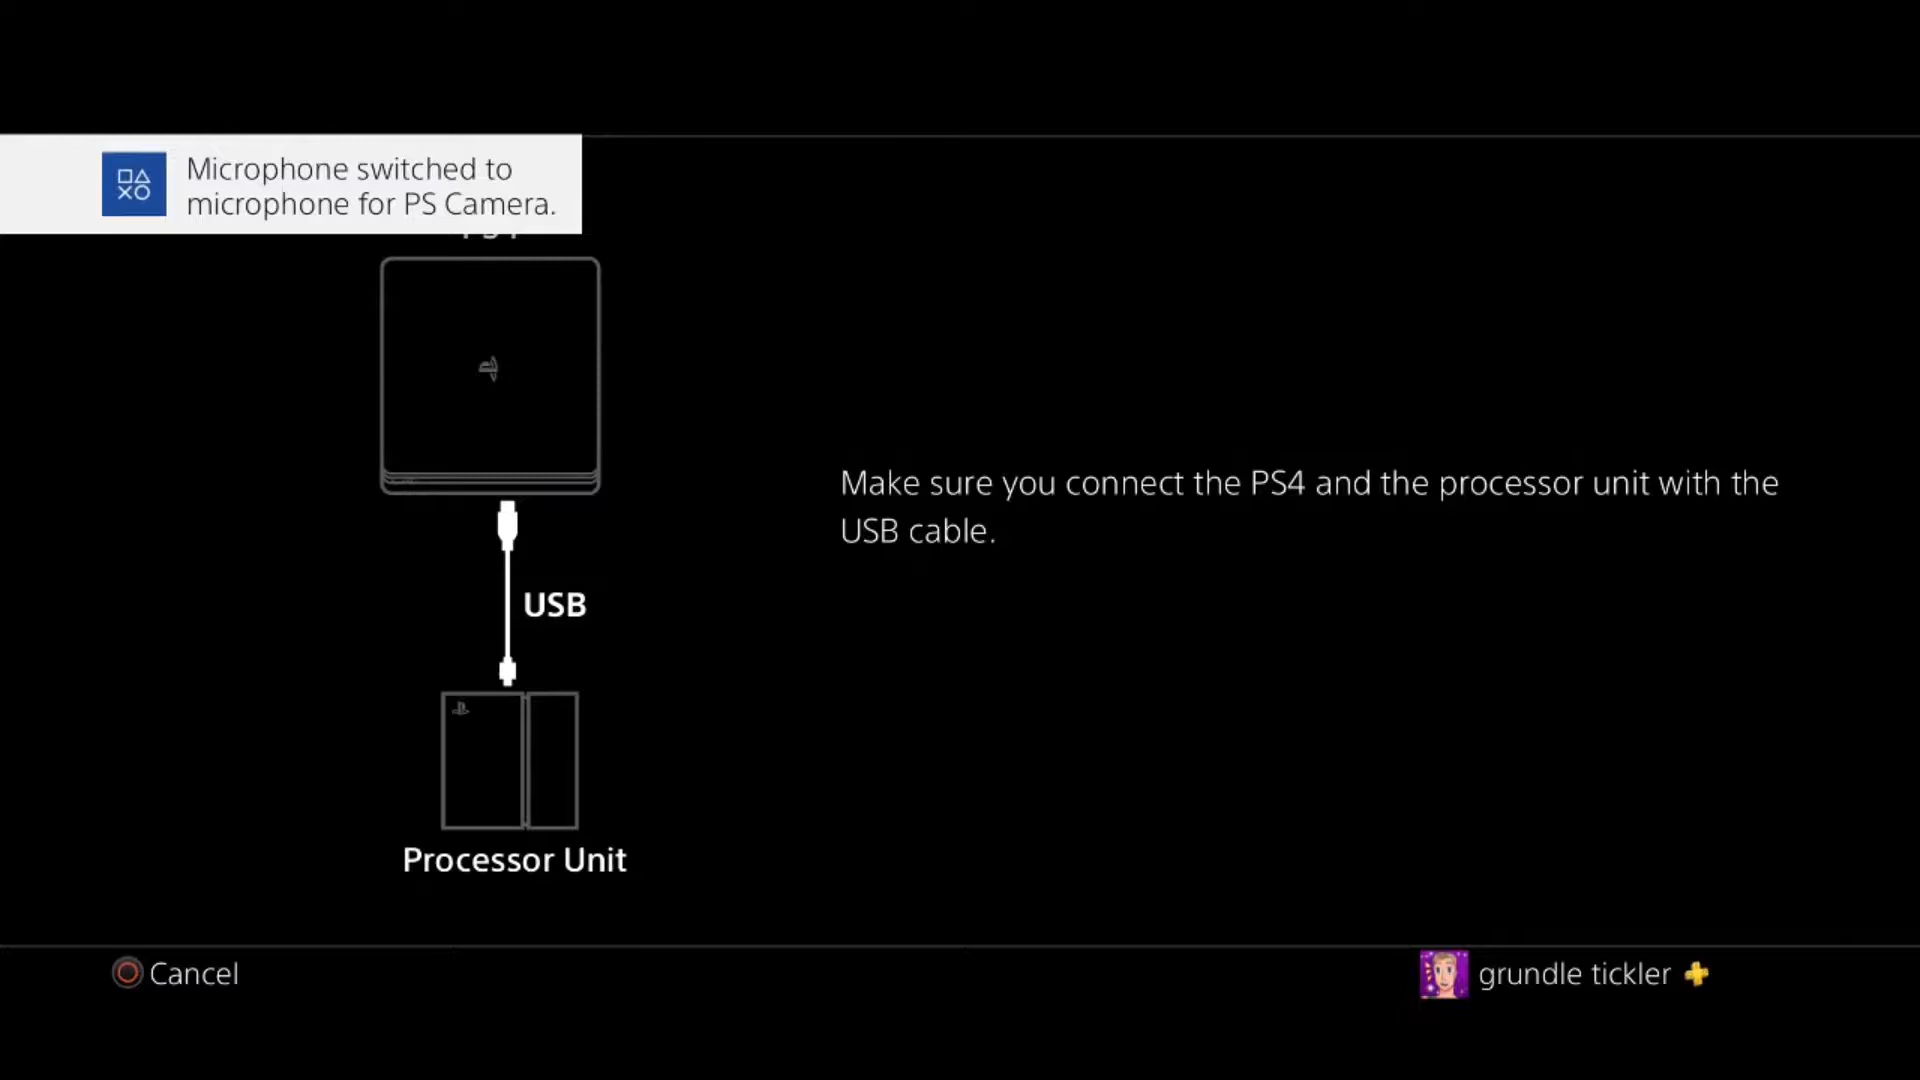 Microphone switched to
microphone for PS Camera.
Make sure you connect the PS4 and the processor unit with the
USB cable.
USB
Processor Unit
Cancel
grundle tickler